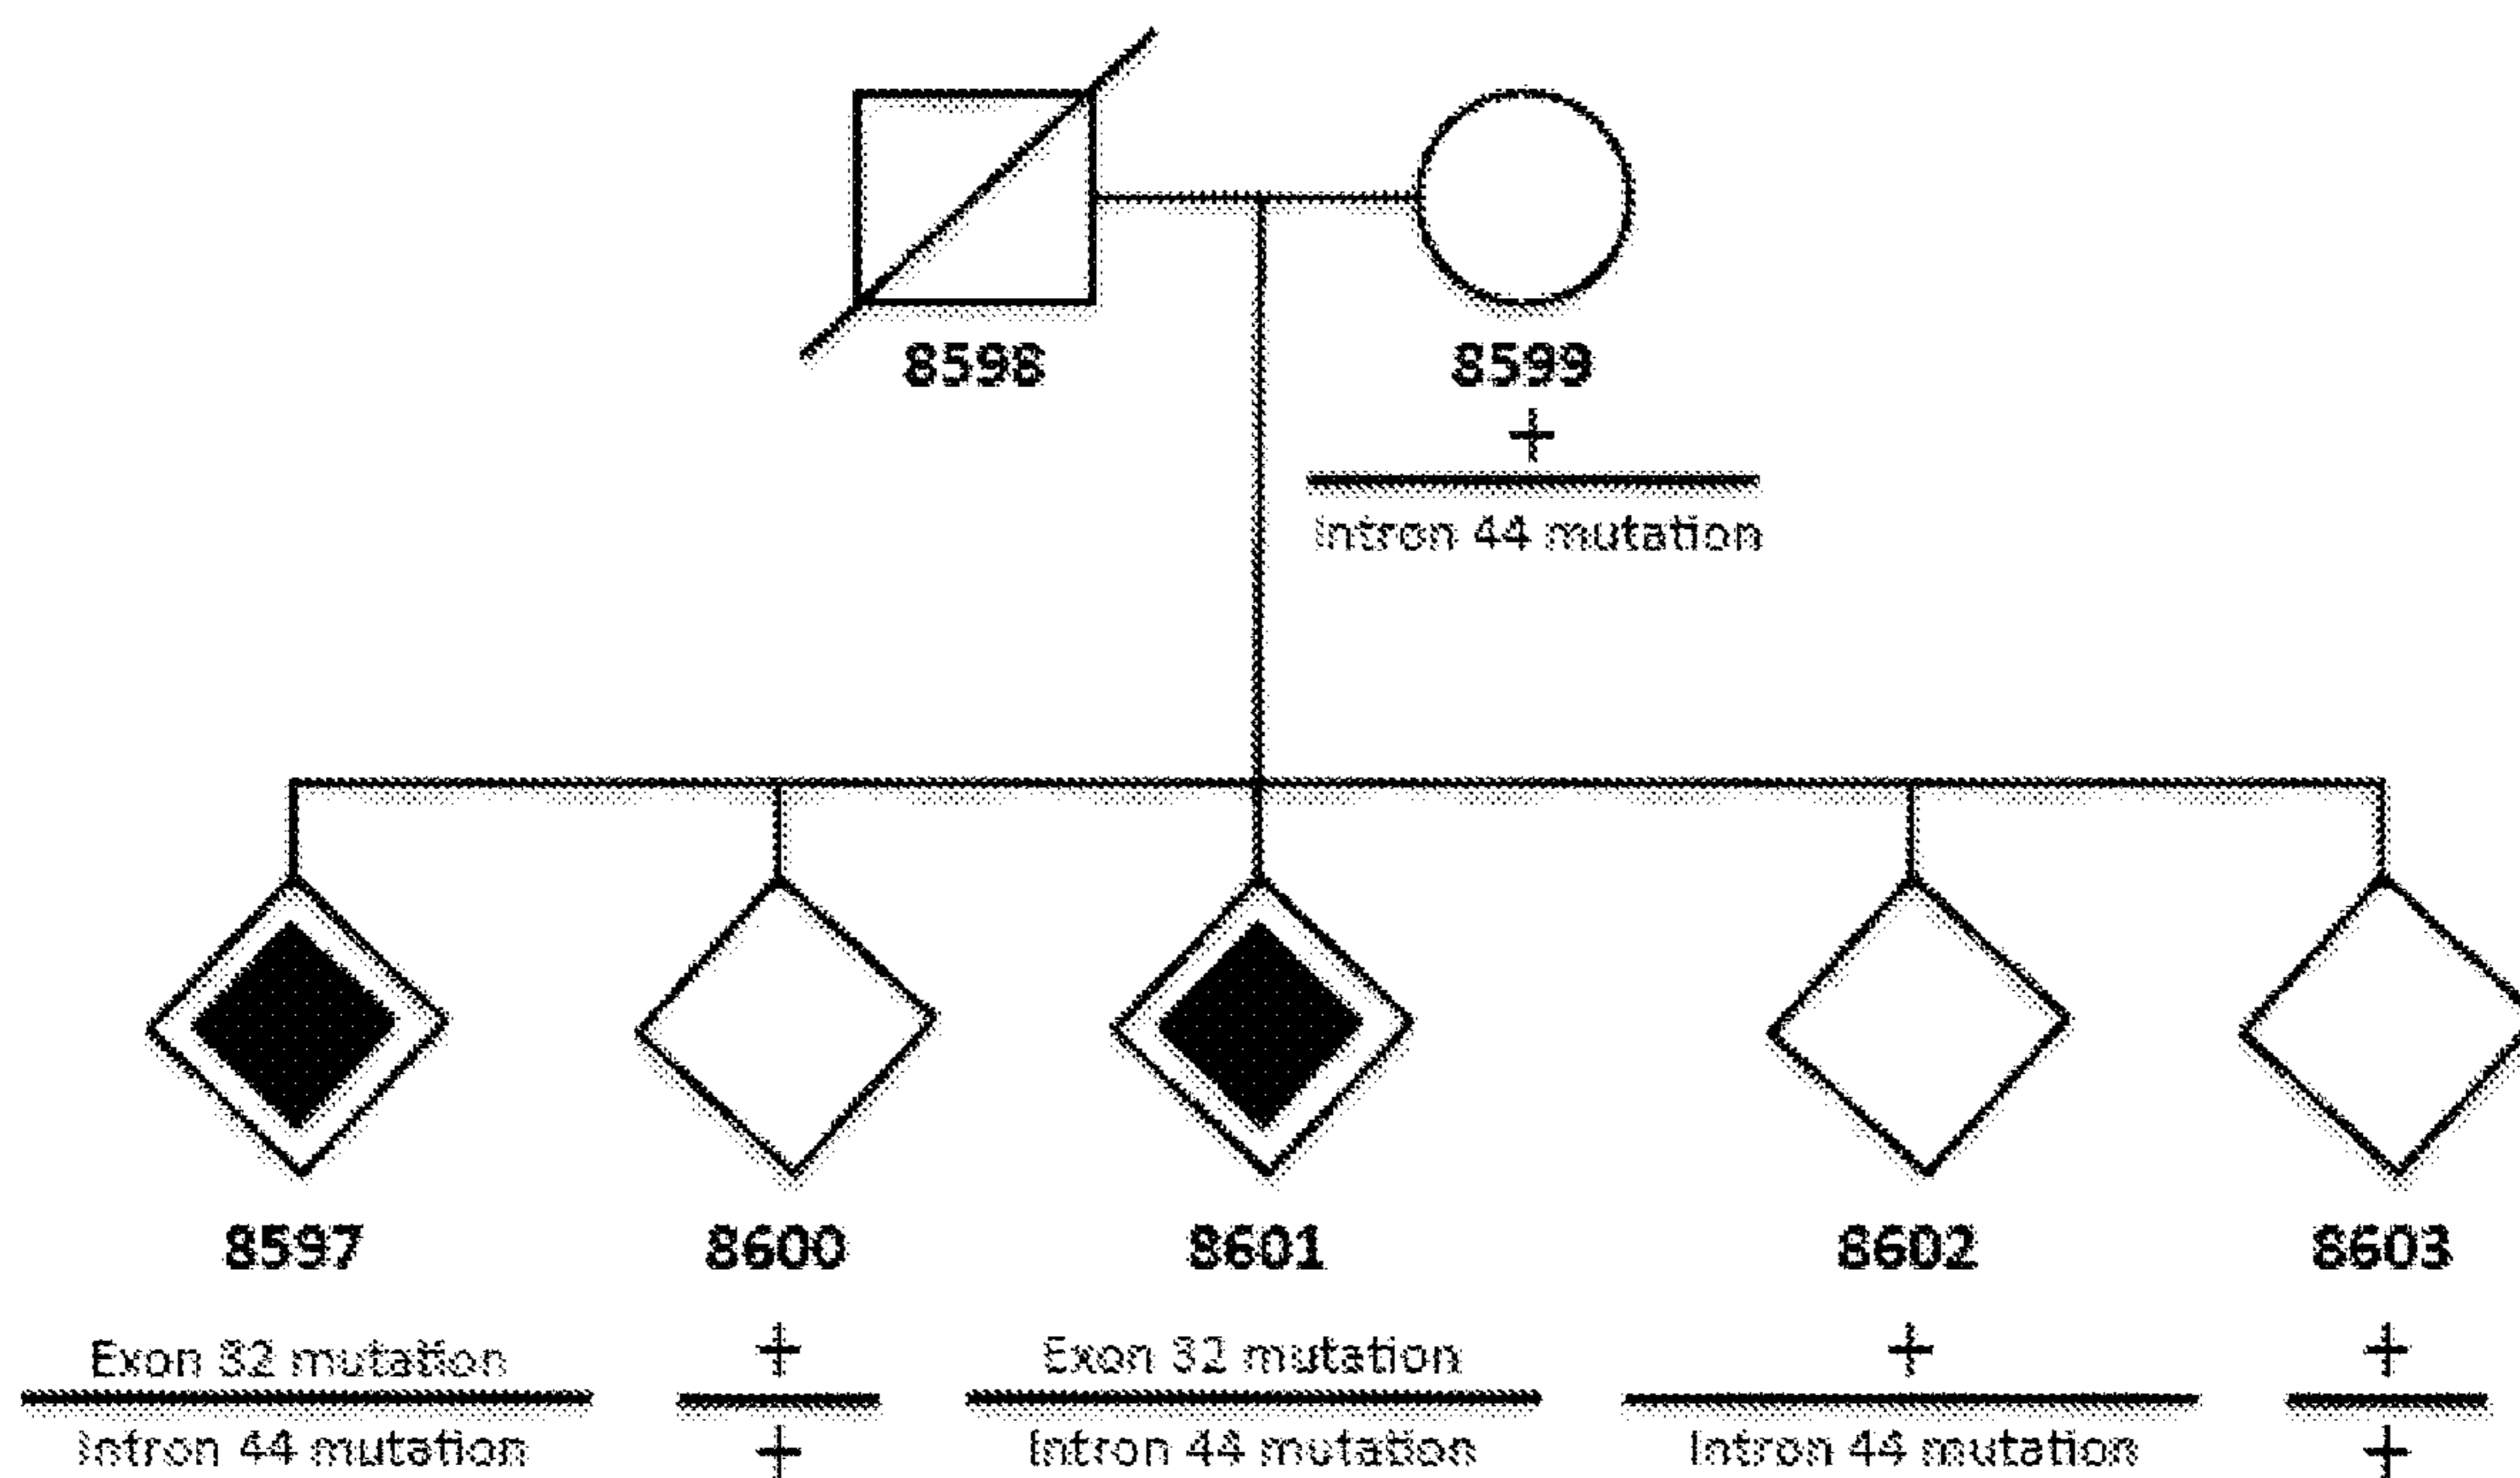 8598 8599
+
Intron 44 mutation
8597 8600 8601 8602 8603
Exon 32 mutation + Exon 32 mutation + +
Intron 44 mutation + Intron 44 mutation Intron 44 mutation +